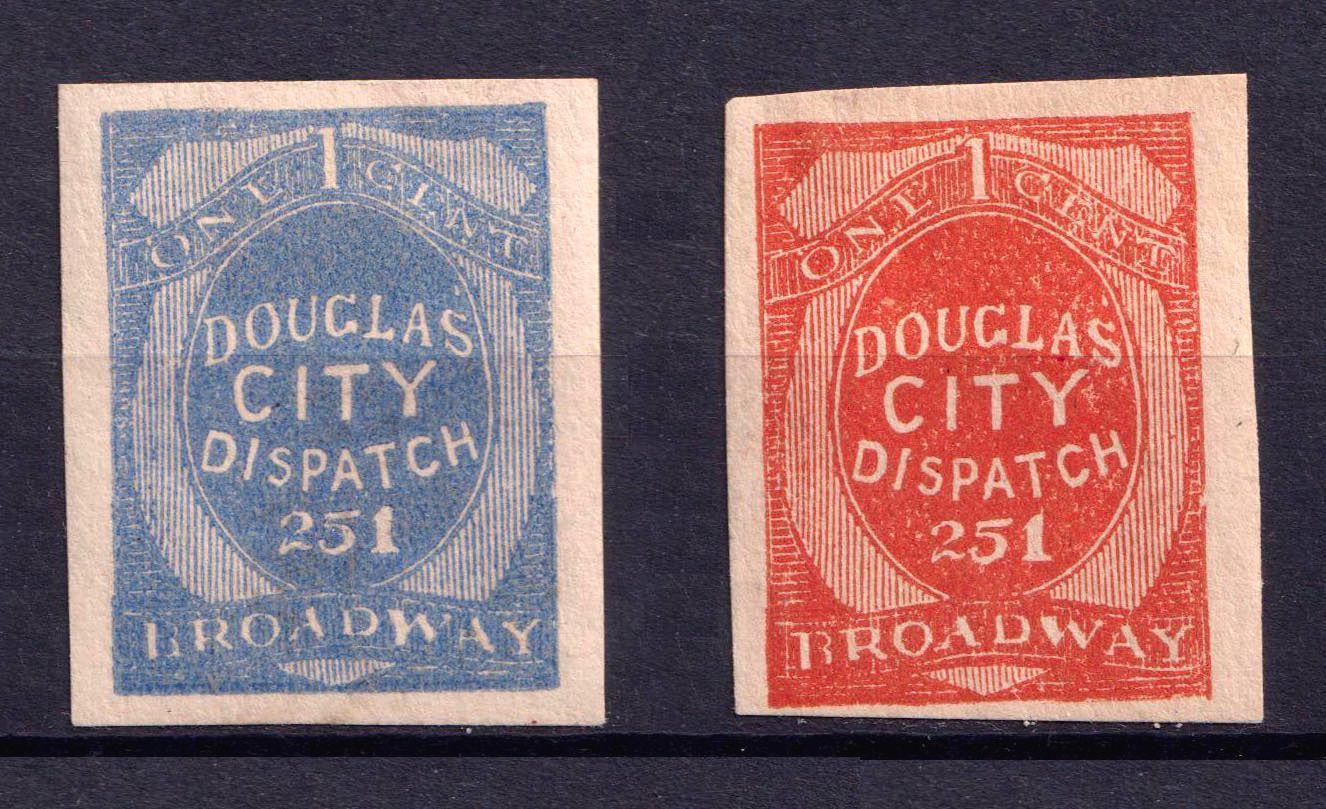 1
ONE CENT
DOUGLAS
CITY
DISPATCH
251
BROADWAY
1
ONE CENT
DOUGLAS
CITY
DISPATCH
251
BROADWAY